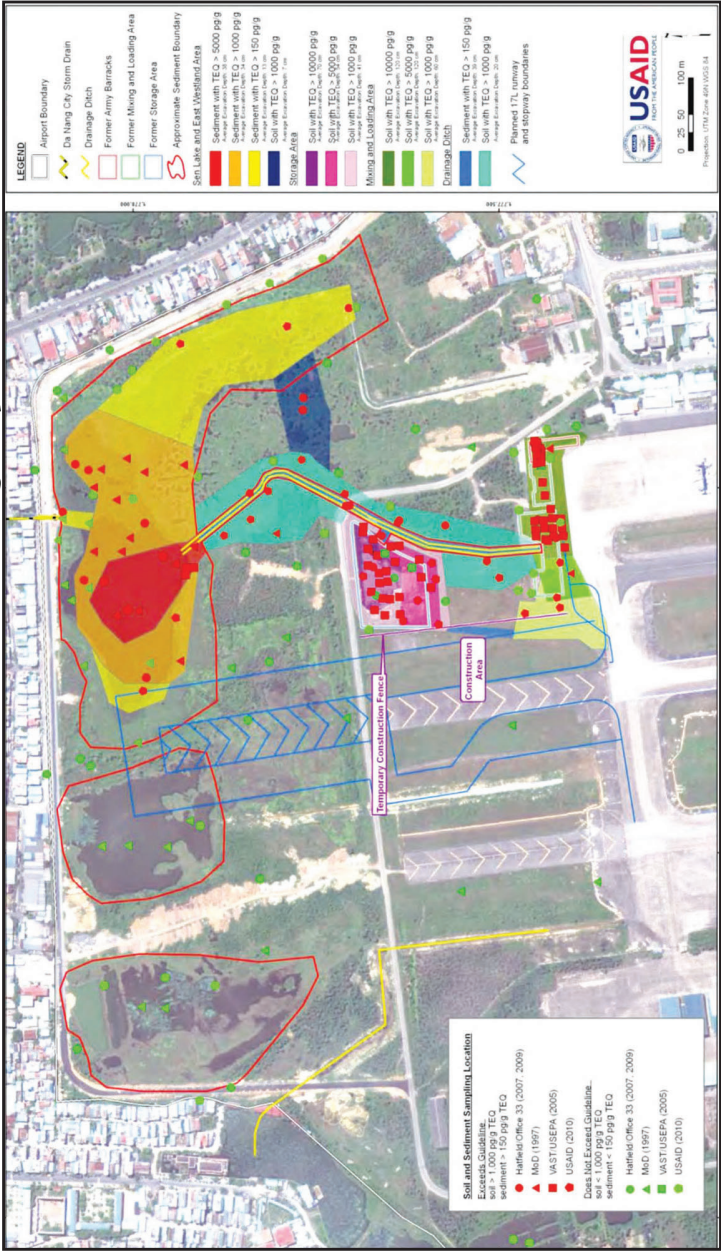 LEGEND
Airport Boundary
Da Nang City Storm Drain
Drainage Ditch
Former Army Barracks
Former Mixing and Loading Area
Former Storage Area
Approximate Sediment Boundary
Sen Lake and East Westland Area
Sediment with TEQ > 5000 pg/g
Sediment with TEQ > 1000 pg/g
Sediment with TEQ > 150 pg/g
Soil with TEQ > 1000 pg/g
Storage Area
Soil with TEQ > 10000 pg/g
Soil with TEQ > 5000 pg/g
Soil with TEQ > 1000 pg/g
Mixing and Loading Area
Soil with TEQ > 10000 pg/g
Soil with TEQ > 5000 pg/g
Soil with TEQ > 1000 pg/g
Drainage Ditch
Sediment with TEQ > 150 pg/g
Soil with TEQ > 1000 pg/g
Planned 17L runway
and stopway boundaries
USAID
FROM THE AMERICAN PEOPLE
0 25 50 100 m
Projection: UTM Zone 49N WGS 84
Temporary Construction Fence
Construction
Area
Soil and Sediment Sampling Location
Exceeds Guideline
soil > 1,000 pg/g TEQ
sediment > 150 pg/g TEQ
Hatfield/Office 33 (2007, 2009)
MoD (1997)
VAST/USEPA (2005)
USAID (2010)
Does Not Exceed Guideline
soil < 1,000 pg/g TEQ
sediment < 150 pg/g TEQ
Hatfield/Office 33 (2007, 2009)
MoD (1997)
VAST/USEPA (2005)
USAID (2010)